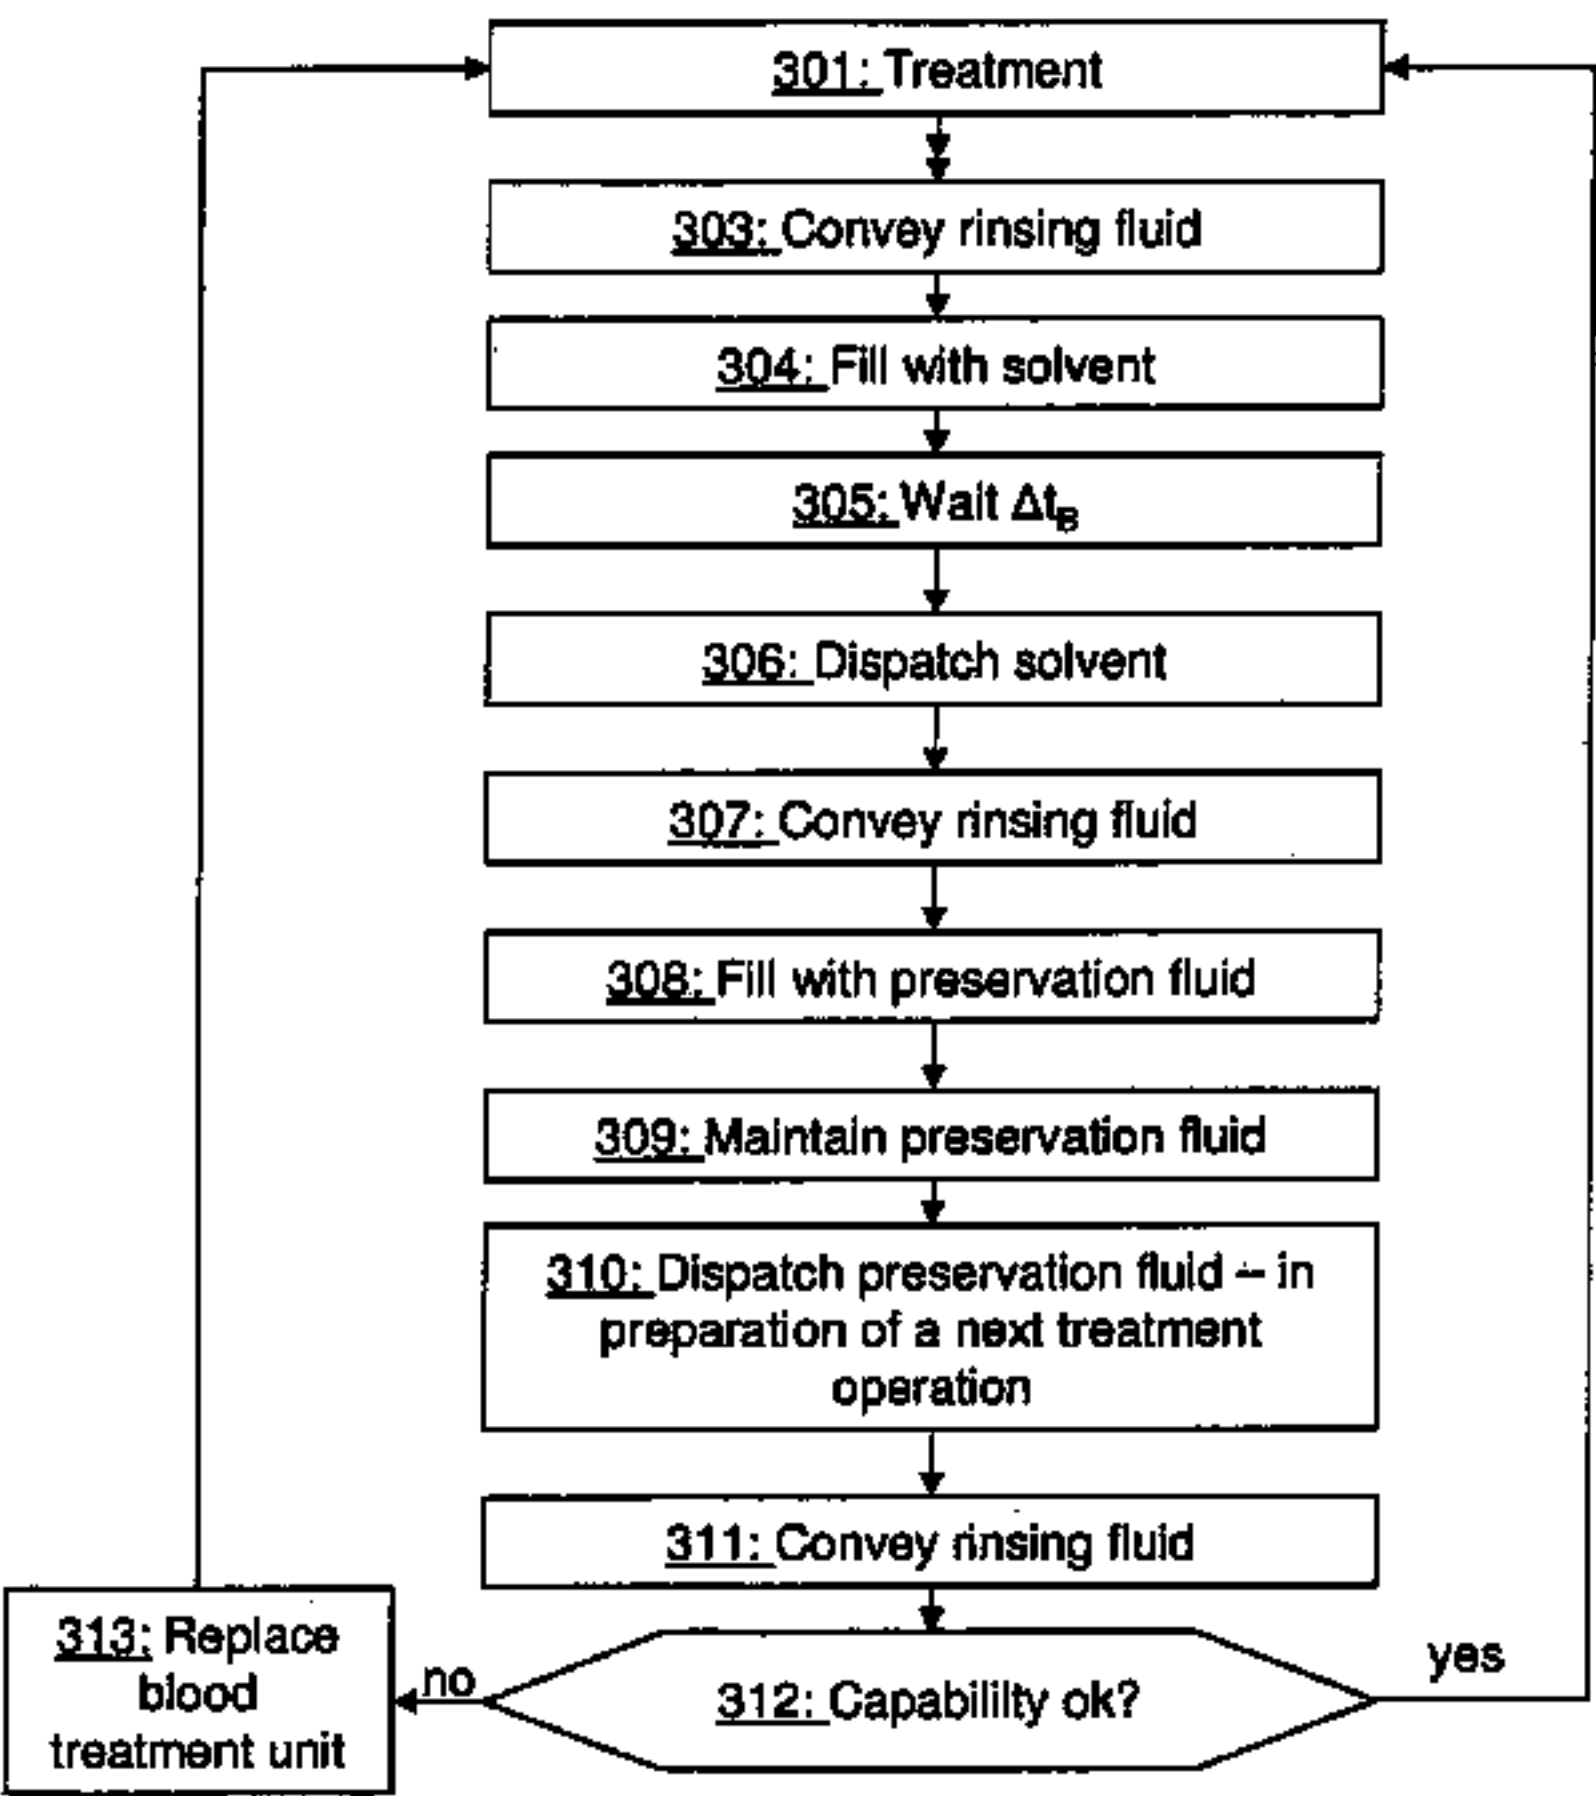 301: Treatment
303: Convey rinsing fluid
304: Fill with solvent
305: Wait Δt_B
306: Dispatch solvent
307: Convey rinsing fluid
308: Fill with preservation fluid
309: Maintain preservation fluid
310: Dispatch preservation fluid – in
preparation of a next treatment
operation
311: Convey rinsing fluid
312: Capabililty ok?
yes
no
313: Replace
blood
treatment unit